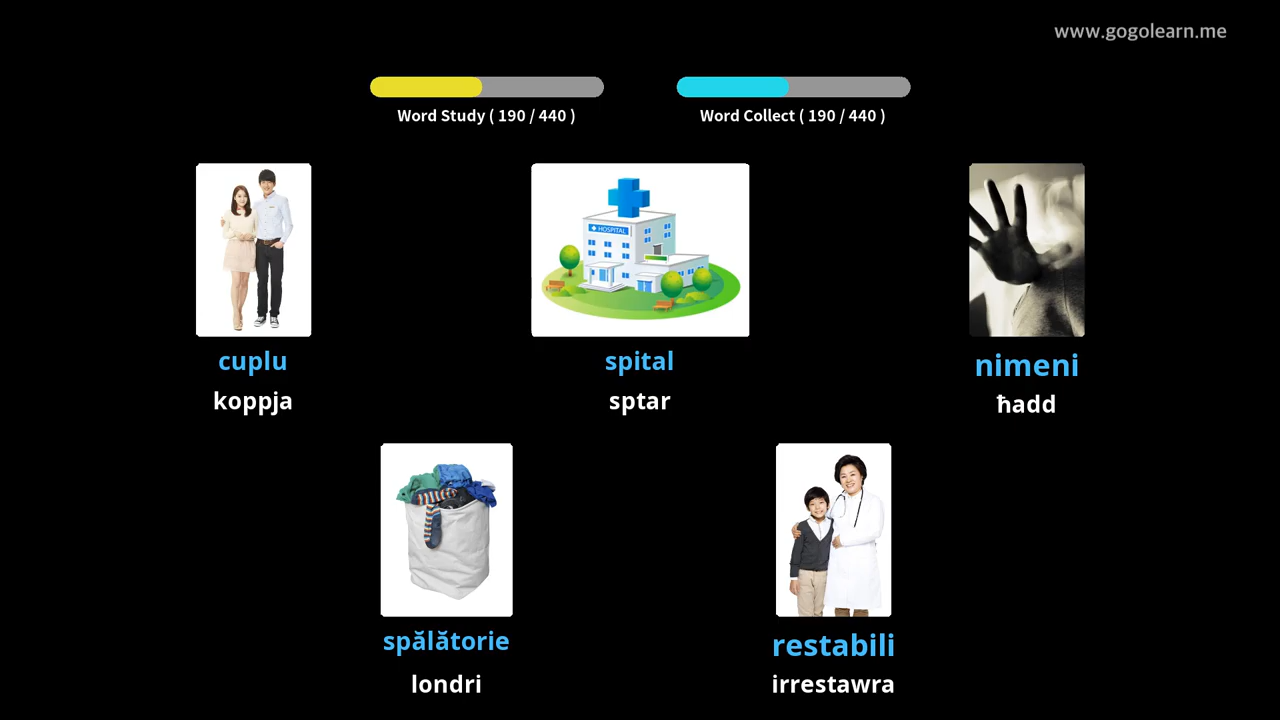 www.gogolearn.me
Word Study ( 190 / 440 )
Word Collect ( 190 / 440 )
HOSPITAL
cuplu
koppja
spital
sptar
nimeni
ħadd
spălătorie
londri
restabili
irrestawra